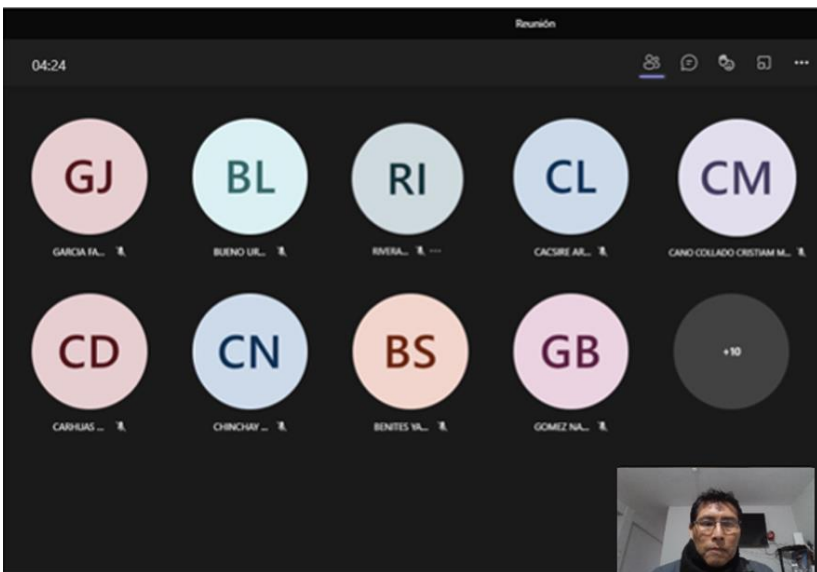 Reunión
04:24
GJ BL RI CL CM
GARCIA FA... BUENO UR... RIVERA... CACSIRE AR... CANO COLLADO CRISTIAM M...
CD CN BS GB +10
CARHUAS ... CHINCHAY ... BENITES YA... GOMEZ NA...